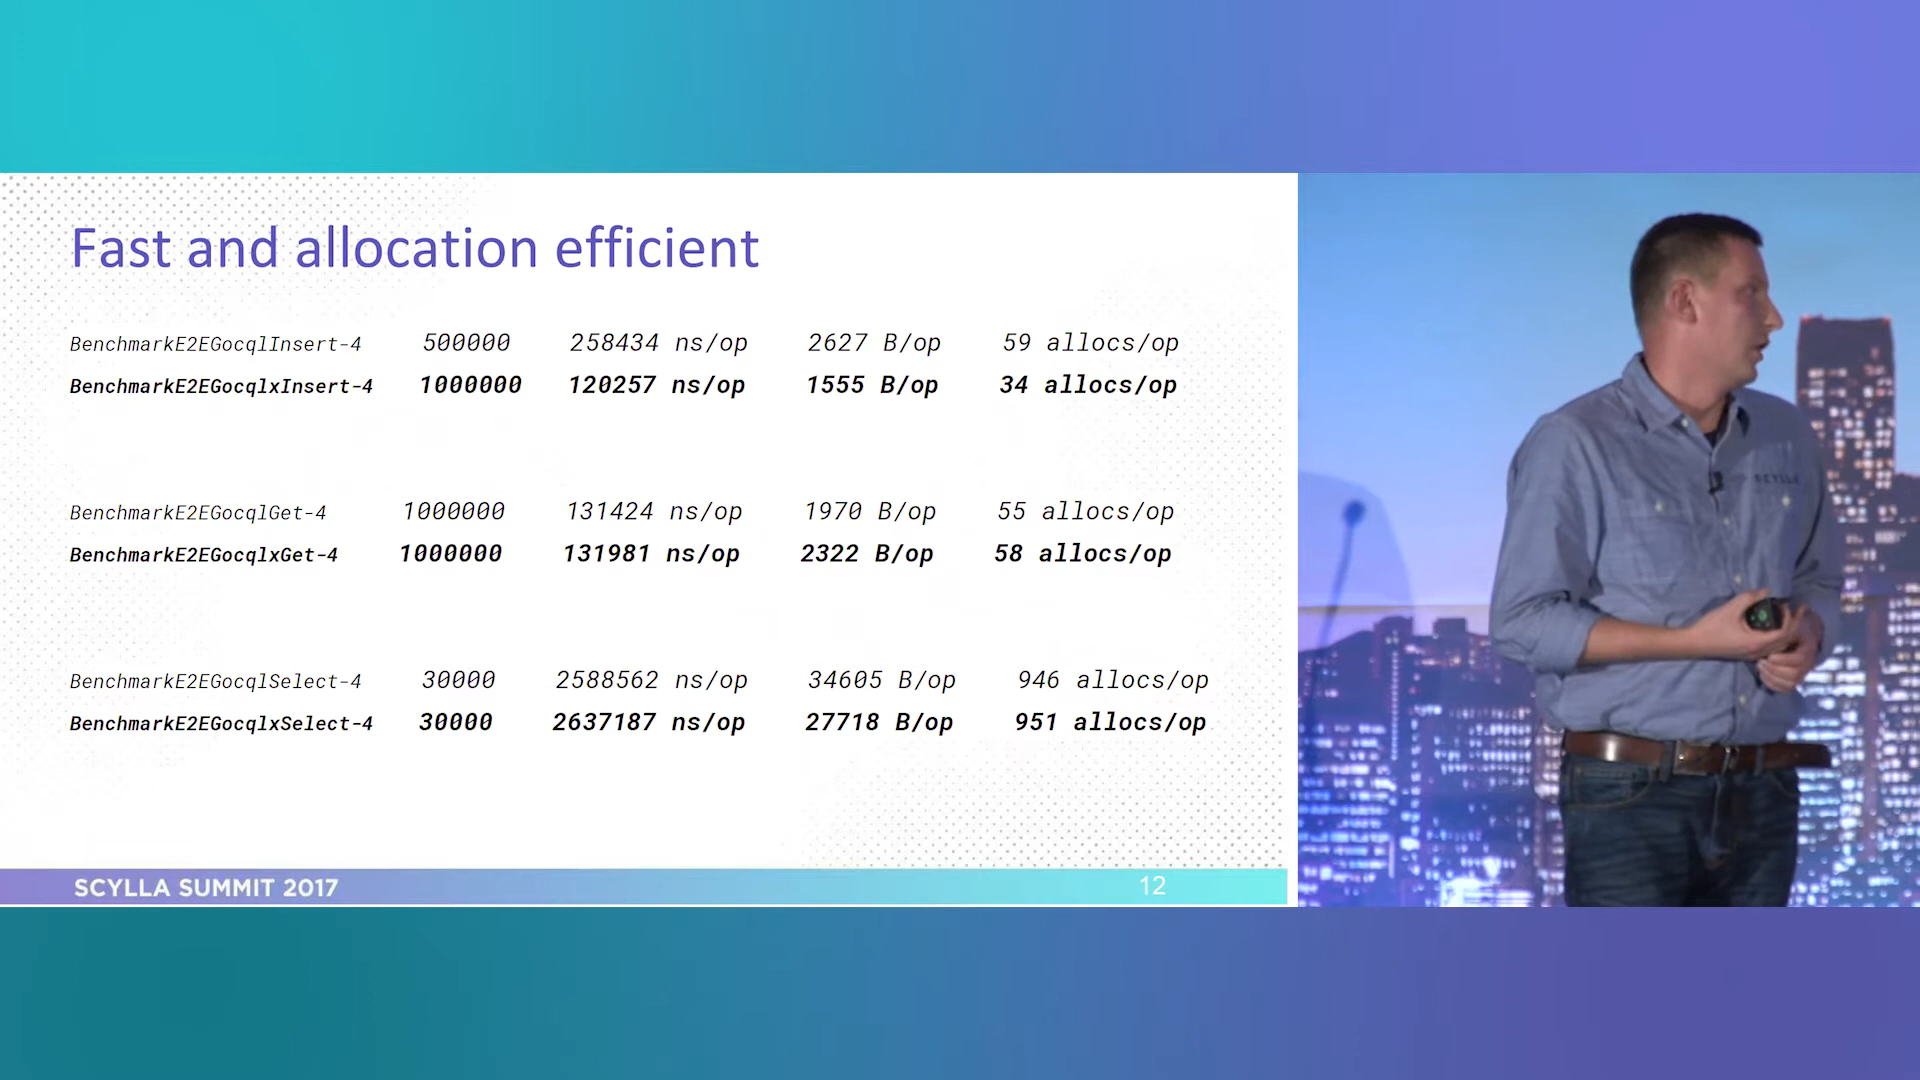 Fast and allocation efficient
BenchmarkE2EGocqlInsert-4 500000 258434 ns/op 2627 B/op 59 allocs/op
BenchmarkE2EGocqlxInsert-4 1000000 120257 ns/op 1555 B/op 34 allocs/op
BenchmarkE2EGocqlGet-4 1000000 131424 ns/op 1970 B/op 55 allocs/op
BenchmarkE2EGocqlxGet-4 1000000 131981 ns/op 2322 B/op 58 allocs/op
BenchmarkE2EGocqlSelect-4 30000 2588562 ns/op 34605 B/op 946 allocs/op
BenchmarkE2EGocqlxSelect-4 30000 2637187 ns/op 27718 B/op 951 allocs/op
SCYLLA SUMMIT 2017 12
SCYLLA